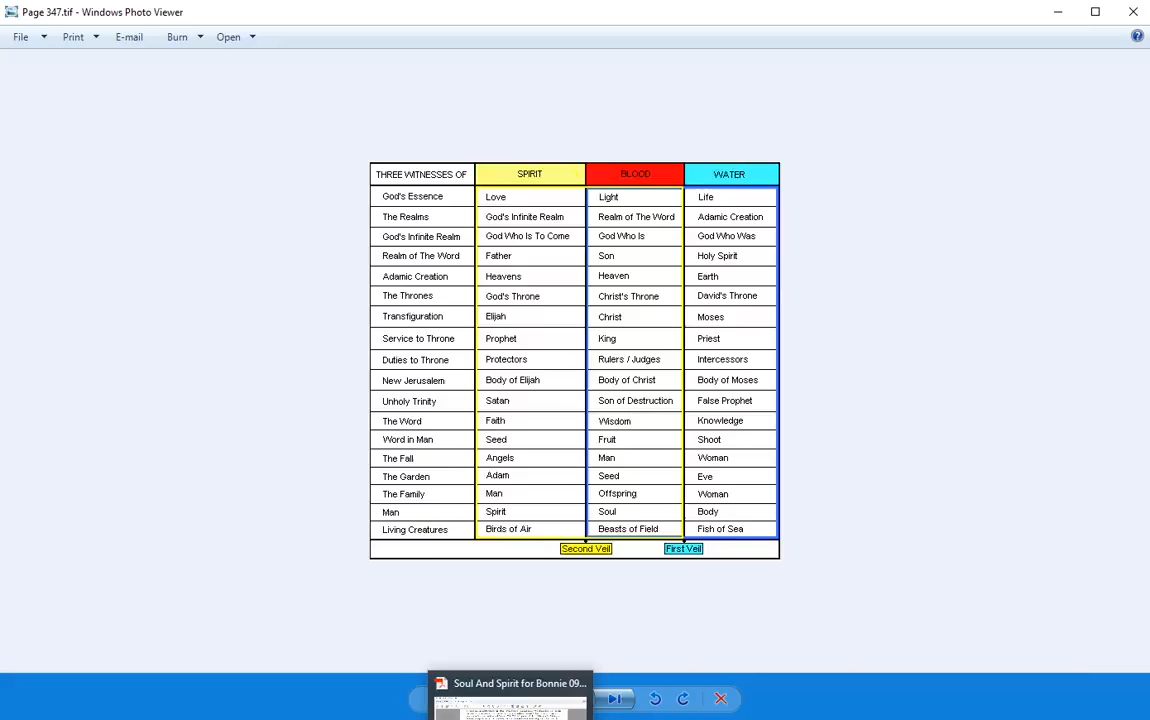 Page 347.tif - Windows Photo Viewer
File Print E-mail Burn Open
THREE WITNESSES OF SPIRIT BLOOD WATER
God's Essence Love Light Life
The Realms God's Infinite Realm Realm of The Word Adamic Creation
God's Infinite Realm God Who Is To Come God Who Is God Who Was
Realm of The Word Father Son Holy Spirit
Adamic Creation Heavens Heaven Earth
The Thrones God's Throne Christ's Throne David's Throne
Transfiguration Elijah Christ Moses
Service to Throne Prophet King Priest
Duties to Throne Protectors Rulers / Judges Intercessors
New Jerusalem Body of Elijah Body of Christ Body of Moses
Unholy Trinity Satan Son of Destruction False Prophet
The Word Faith Wisdom Knowledge
Word in Man Seed Fruit Shoot
The Fall Angels Man Woman
The Garden Adam Seed Eve
The Family Man Offspring Woman
Man Spirit Soul Body
Living Creatures Birds of Air Beasts of Field Fish of Sea
Second Veil First Veil
Soul And Spirit for Bonnie 09...